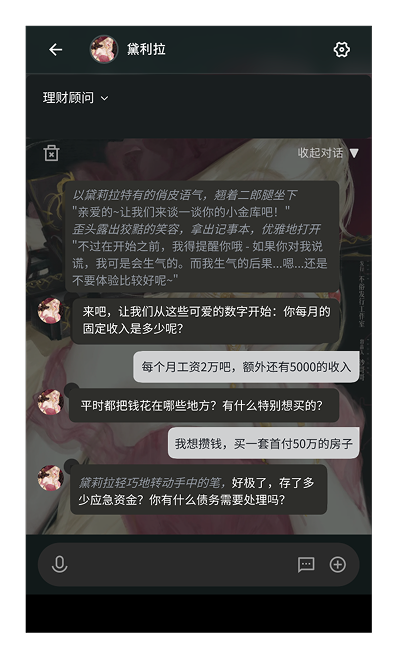 黛利拉
理财顾问
收起对话 ▼
以黛莉拉特有的俏皮语气，翘着二郎腿坐下
"亲爱的~让我们来谈一谈你的小金库吧！"
歪头露出狡黠的笑容，拿出记事本，优雅地打开
"不过在开始之前，我得提醒你哦 - 如果你对我说
谎，我可是会生气的。而我生气的后果...嗯...还是
不要体验比较好呢~"
来吧，让我们从这些可爱的数字开始：你每月的
固定收入是多少呢？
每个月工资2万吧，额外还有5000的收入
平时都把钱花在哪些地方？有什么特别想买的？
我想攒钱，买一套首付50万的房子
黛莉拉轻巧地转动手中的笔，好极了，存了多
少应急资金？你有什么债务需要处理吗？